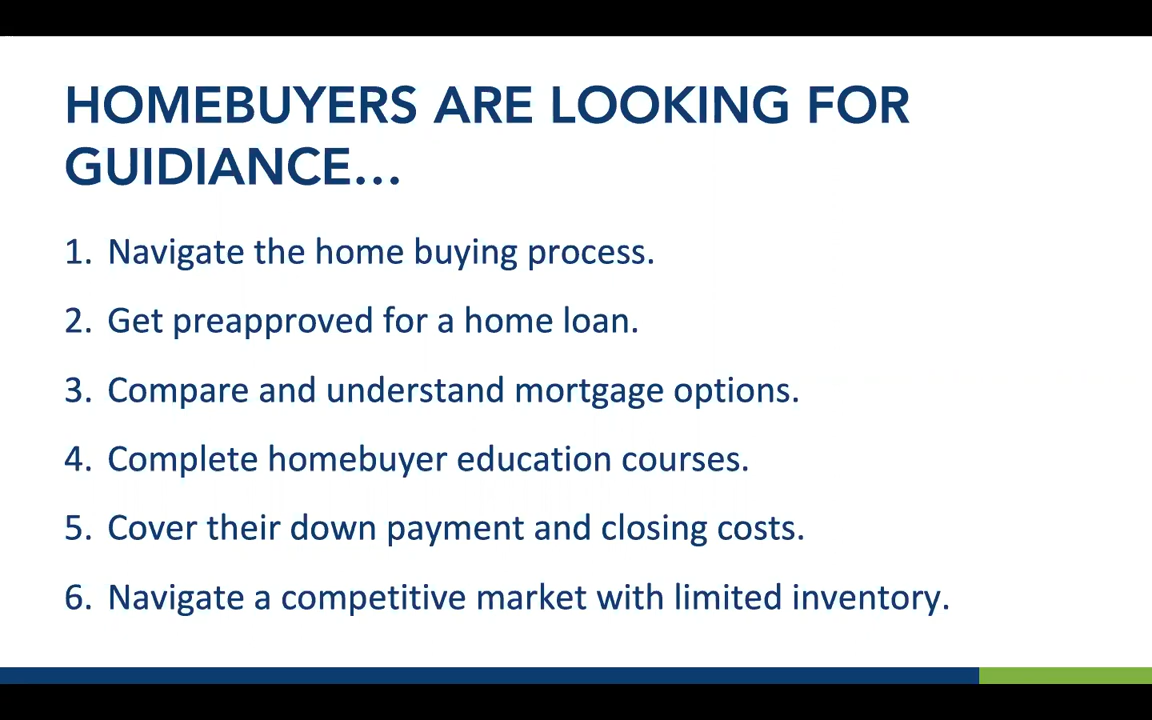 HOMEBUYERS ARE LOOKING FOR
GUIDIANCE...
1. Navigate the home buying process.
2. Get preapproved for a home loan.
3. Compare and understand mortgage options.
4. Complete homebuyer education courses.
5. Cover their down payment and closing costs.
6. Navigate a competitive market with limited inventory.